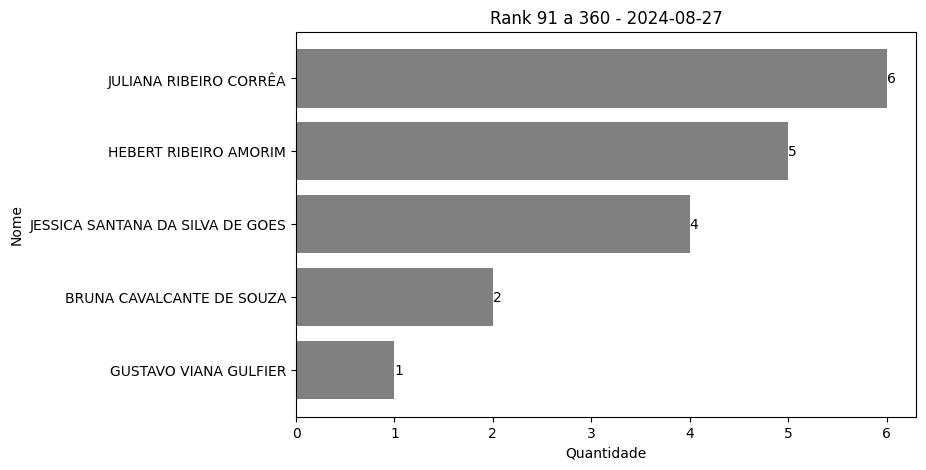 Rank 91 a 360 - 2024-08-27
JULIANA RIBEIRO CORRÊA
6
HEBERT RIBEIRO AMORIM
5
JESSICA SANTANA DA SILVA DE GOES
4
BRUNA CAVALCANTE DE SOUZA
2
GUSTAVO VIANA GULFIER
1
Nome
0 1 2 3 4 5 6
Quantidade